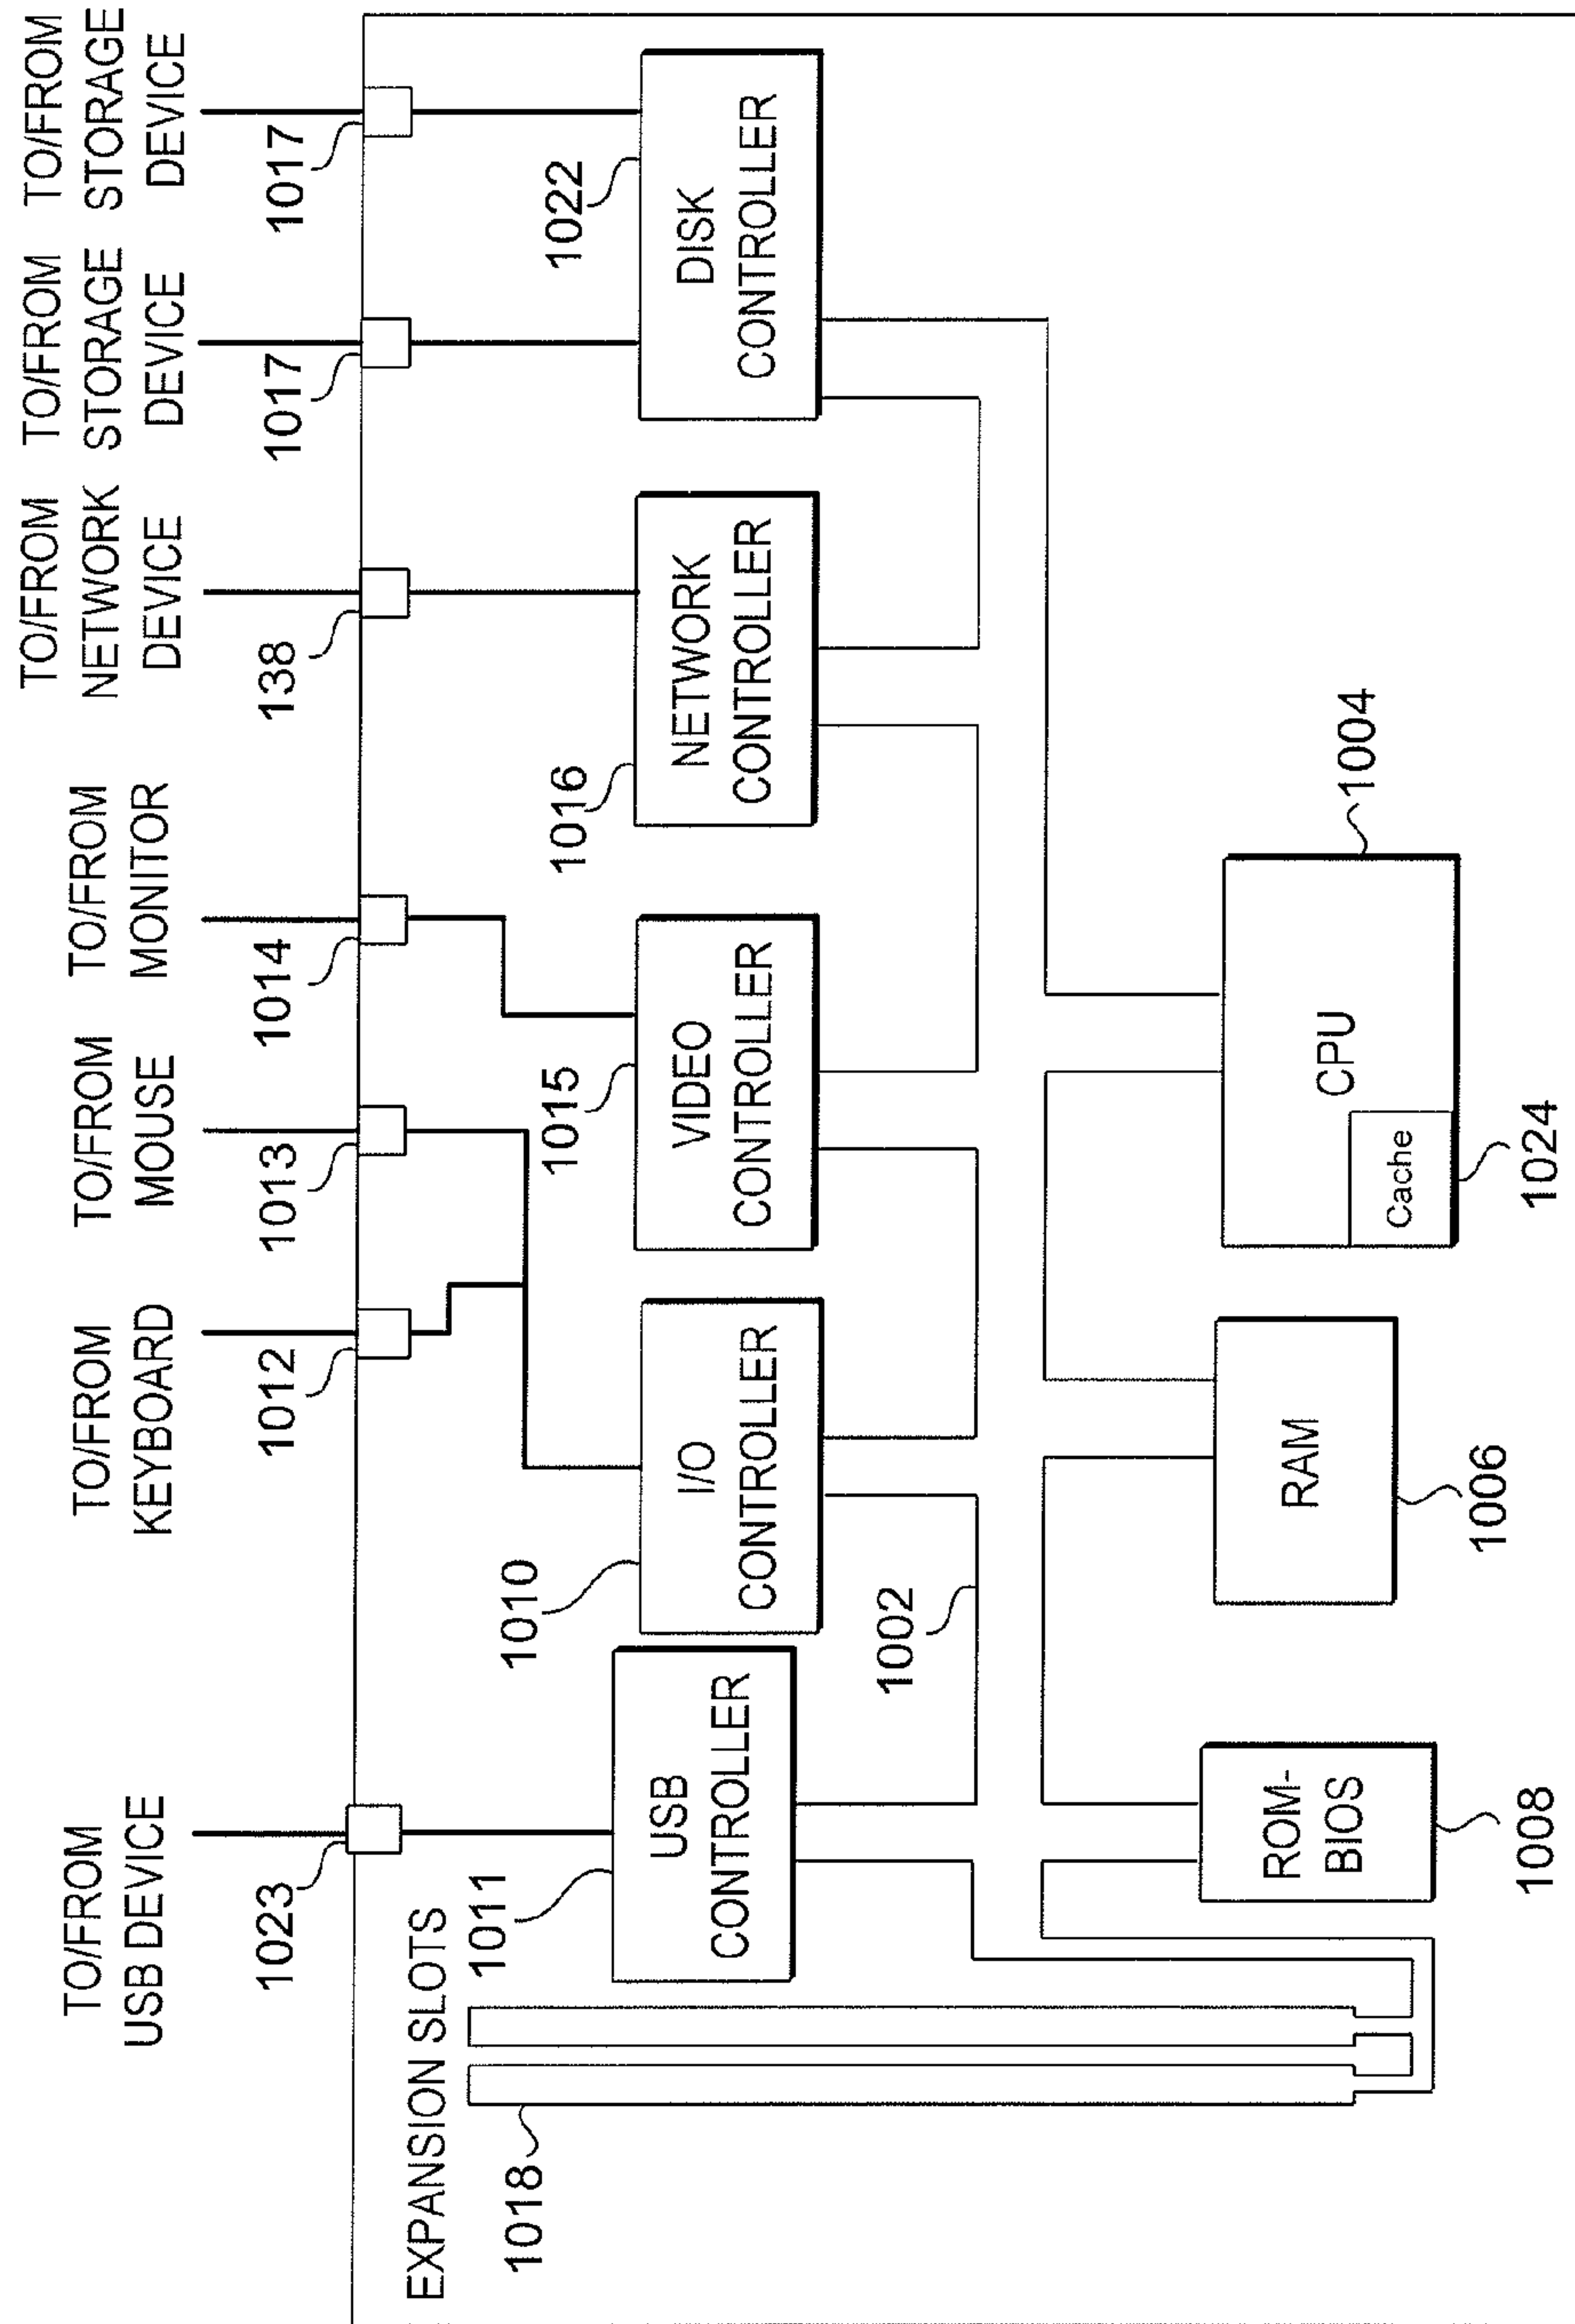 TO/FROM
USB DEVICE
TO/FROM
KEYBOARD
TO/FROM
MOUSE
TO/FROM
MONITOR
TO/FROM
NETWORK
DEVICE
TO/FROM
STORAGE
DEVICE
TO/FROM
STORAGE
DEVICE
1023
1012
1013
1014
138
1017
1017
EXPANSION SLOTS
1018
1011
1010
1015
1016
1022
USB
CONTROLLER
I/O
CONTROLLER
VIDEO
CONTROLLER
NETWORK
CONTROLLER
DISK
CONTROLLER
1002
ROM-
BIOS
RAM
CPU
Cache
1004
1008
1006
1024